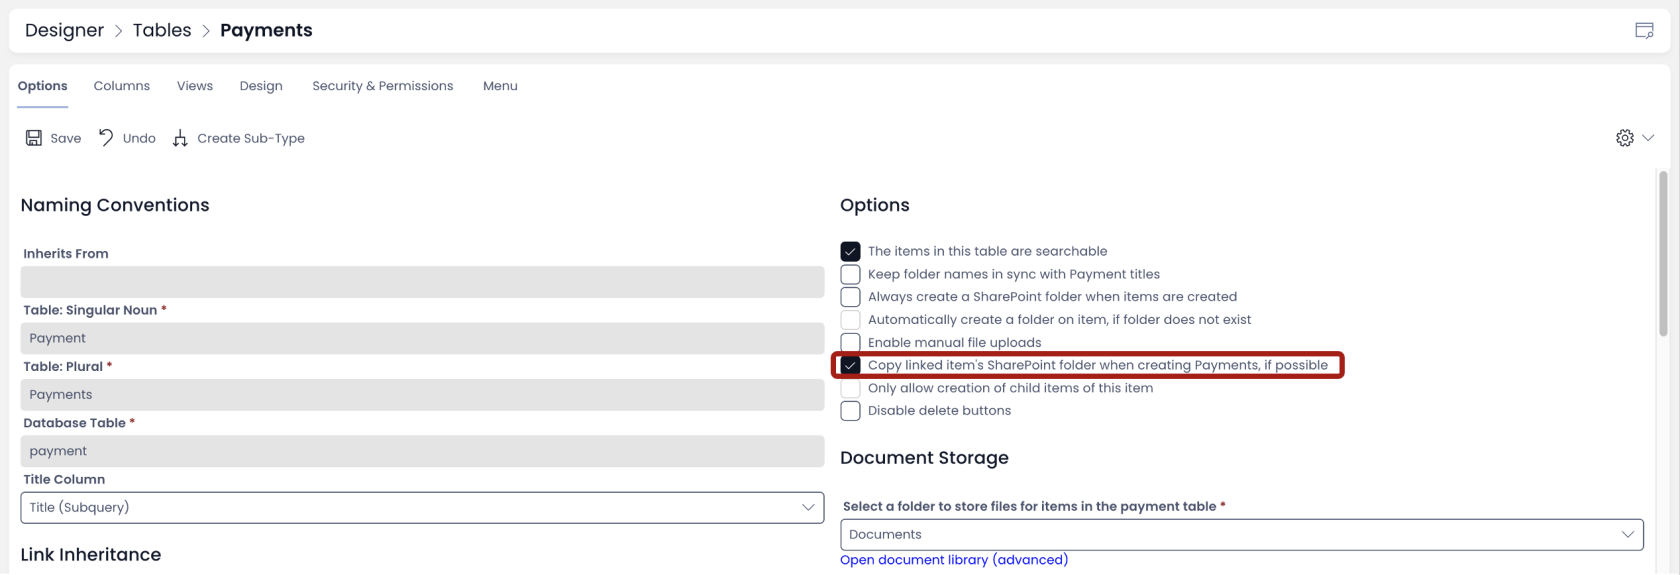 Designer > Tables > Payments
Options Columns Views Design Security & Permissions Menu
Save Undo Create Sub-Type
Naming Conventions
Inherits From
Table: Singular Noun *
Payment
Table: Plural *
Payments
Database Table *
payment
Title Column
Title (Subquery)
Link Inheritance
Options
The items in this table are searchable
Keep folder names in sync with Payment titles
Always create a SharePoint folder when items are created
Automatically create a folder on item, if folder does not exist
Enable manual file uploads
Copy linked item's SharePoint folder when creating Payments, if possible
Only allow creation of child items of this item
Disable delete buttons
Document Storage
Select a folder to store files for items in the payment table *
Documents
Open document library (advanced)